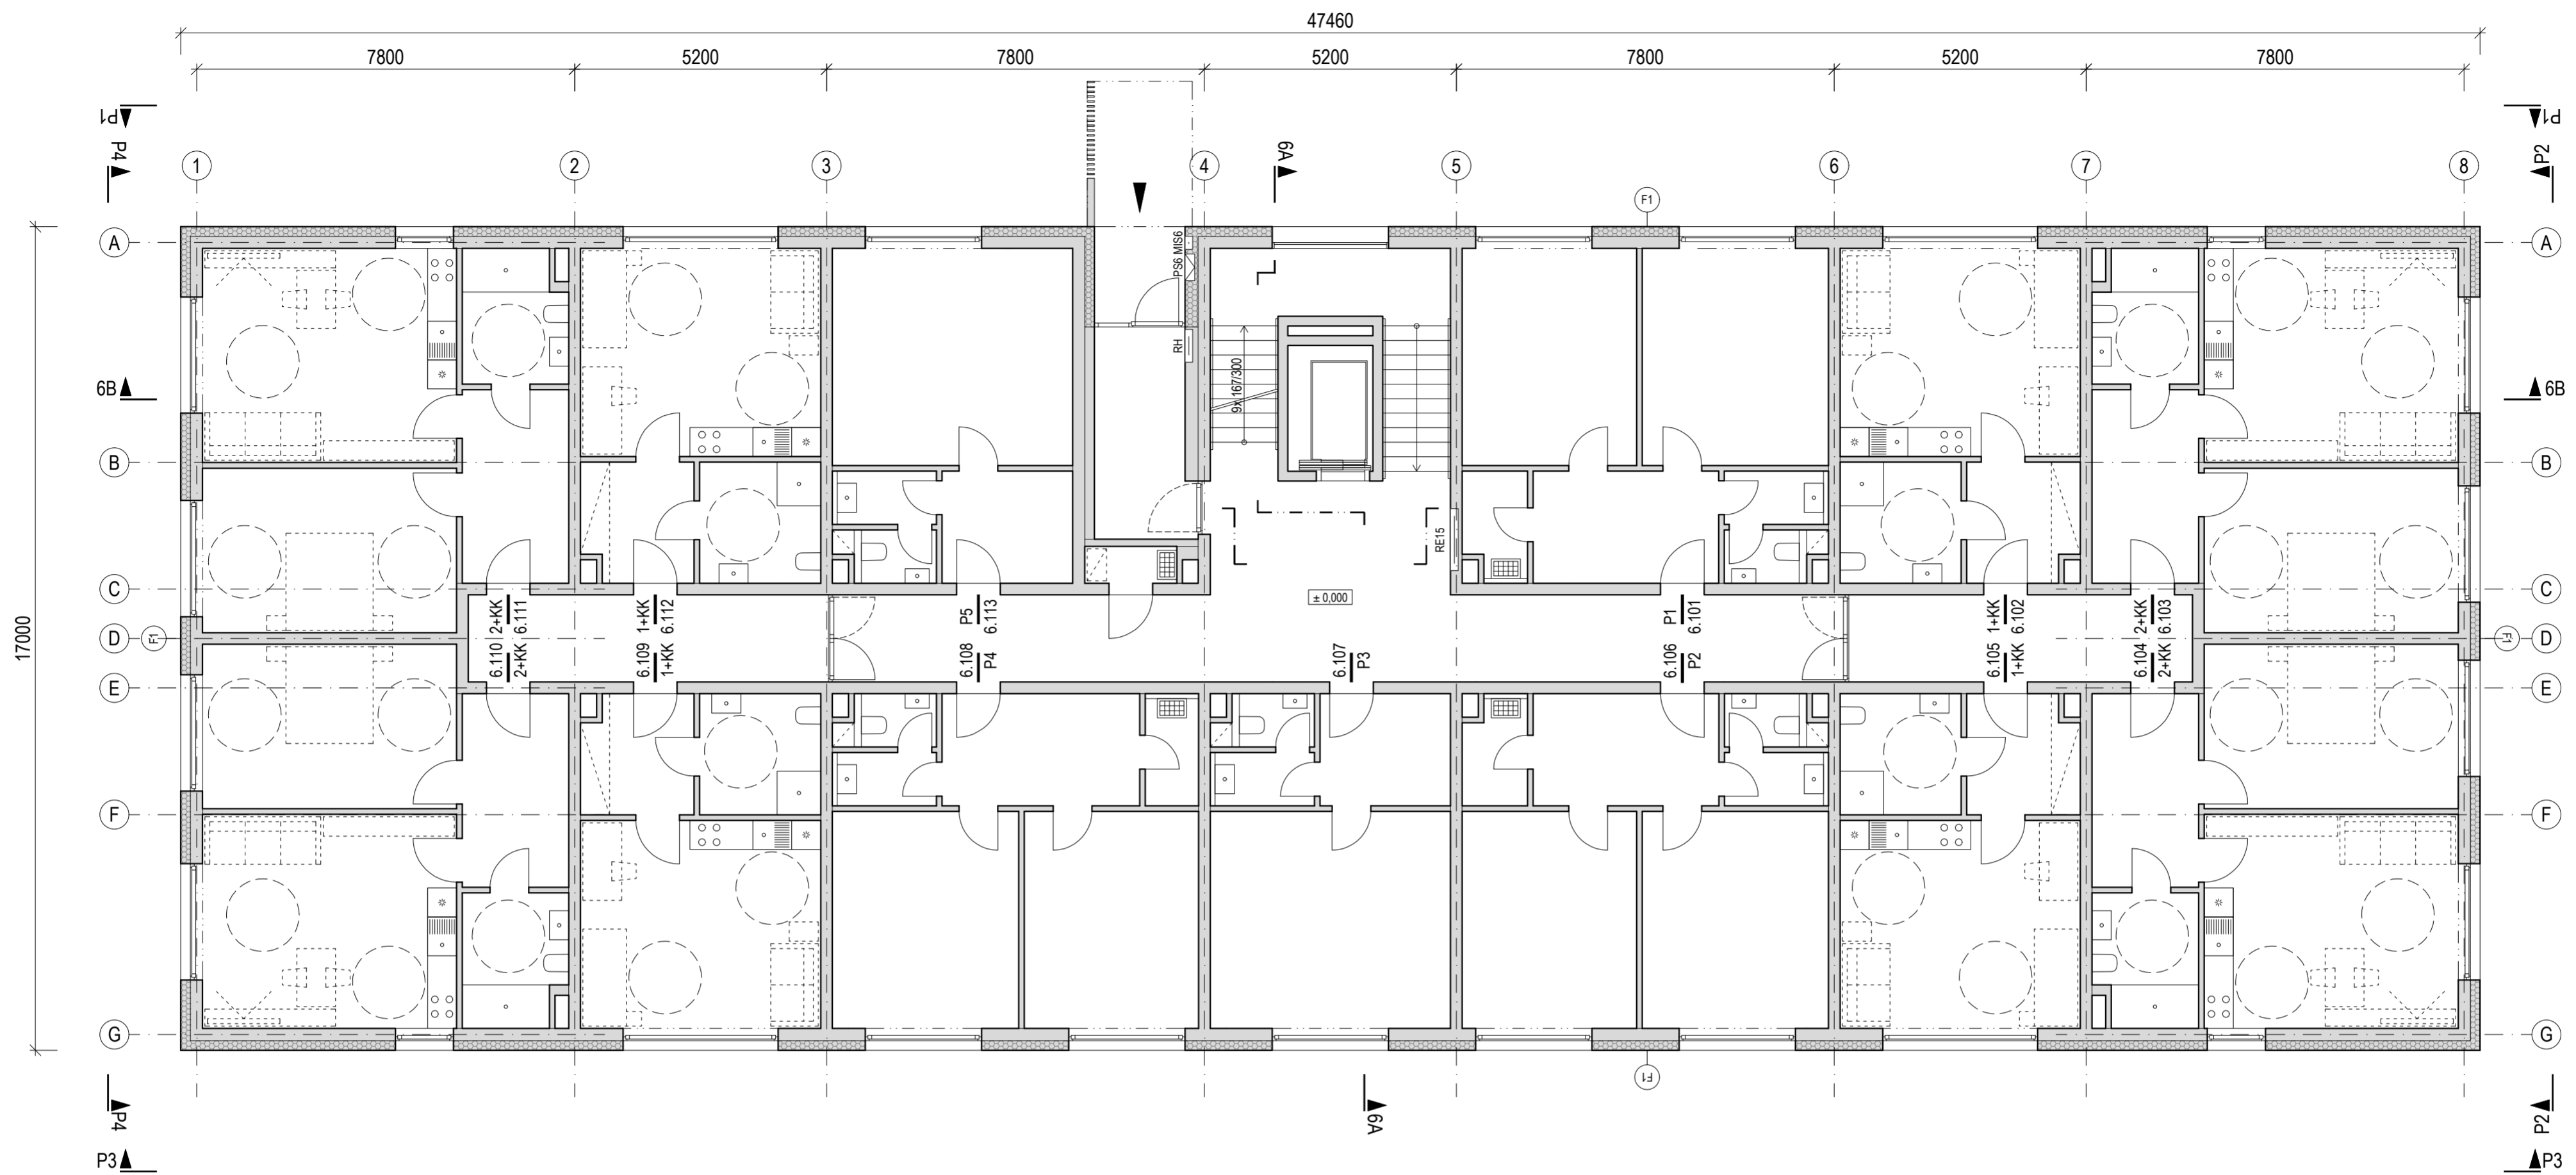 47460
7800 5200 7800 5200 7800 5200 7800
P1 P1
P4 6A P2
1 2 3 4 5 6 7 8
F1
A A
PS6 MIS6
RH
9x 167/300
6B 6B
B B
RE15
C C
± 0,000
2+KK 6.111
1+KK 6.112
P5 6.113
P1 6.101
1+KK 6.102
2+KK 6.103
17000
D F1 F1 D
6.110 2+KK
6.109 1+KK
6.108 P4
6.107 P3
6.106 P2
6.105 1+KK
6.104 2+KK
E E
F F
G G
F1
P4 6A P2
P3 P3